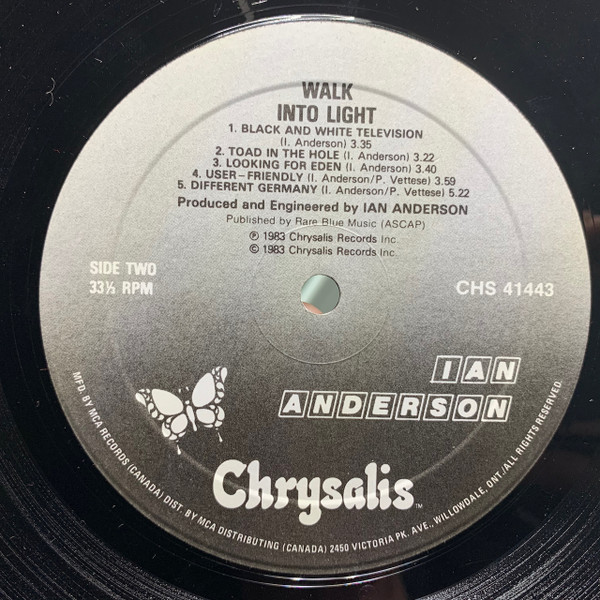 WALK
INTO LIGHT
1. BLACK AND WHITE TELEVISION
(I. Anderson) 3.35
2. TOAD IN THE HOLE (I. Anderson) 3.22
3. LOOKING FOR EDEN (I. Anderson) 3.40
4. USER–FRIENDLY (I. Anderson/P. Vettese) 3.59
5. DIFFERENT GERMANY (I. Anderson/P. Vettese) 5.22
Produced and Engineered by IAN ANDERSON
Published by Rare Blue Music (ASCAP)
℗ 1983 Chrysalis Records Inc.
© 1983 Chrysalis Records Inc.
SIDE TWO
33⅓ RPM
CHS 41443
IAN
ANDERSON
Chrysalis™
MFD. BY MCA RECORDS (CANADA) DIST. BY MCA DISTRIBUTING (CANADA) 2450 VICTORIA PK. AVE., WILLOWDALE, ONT./ALL RIGHTS RESERVED.